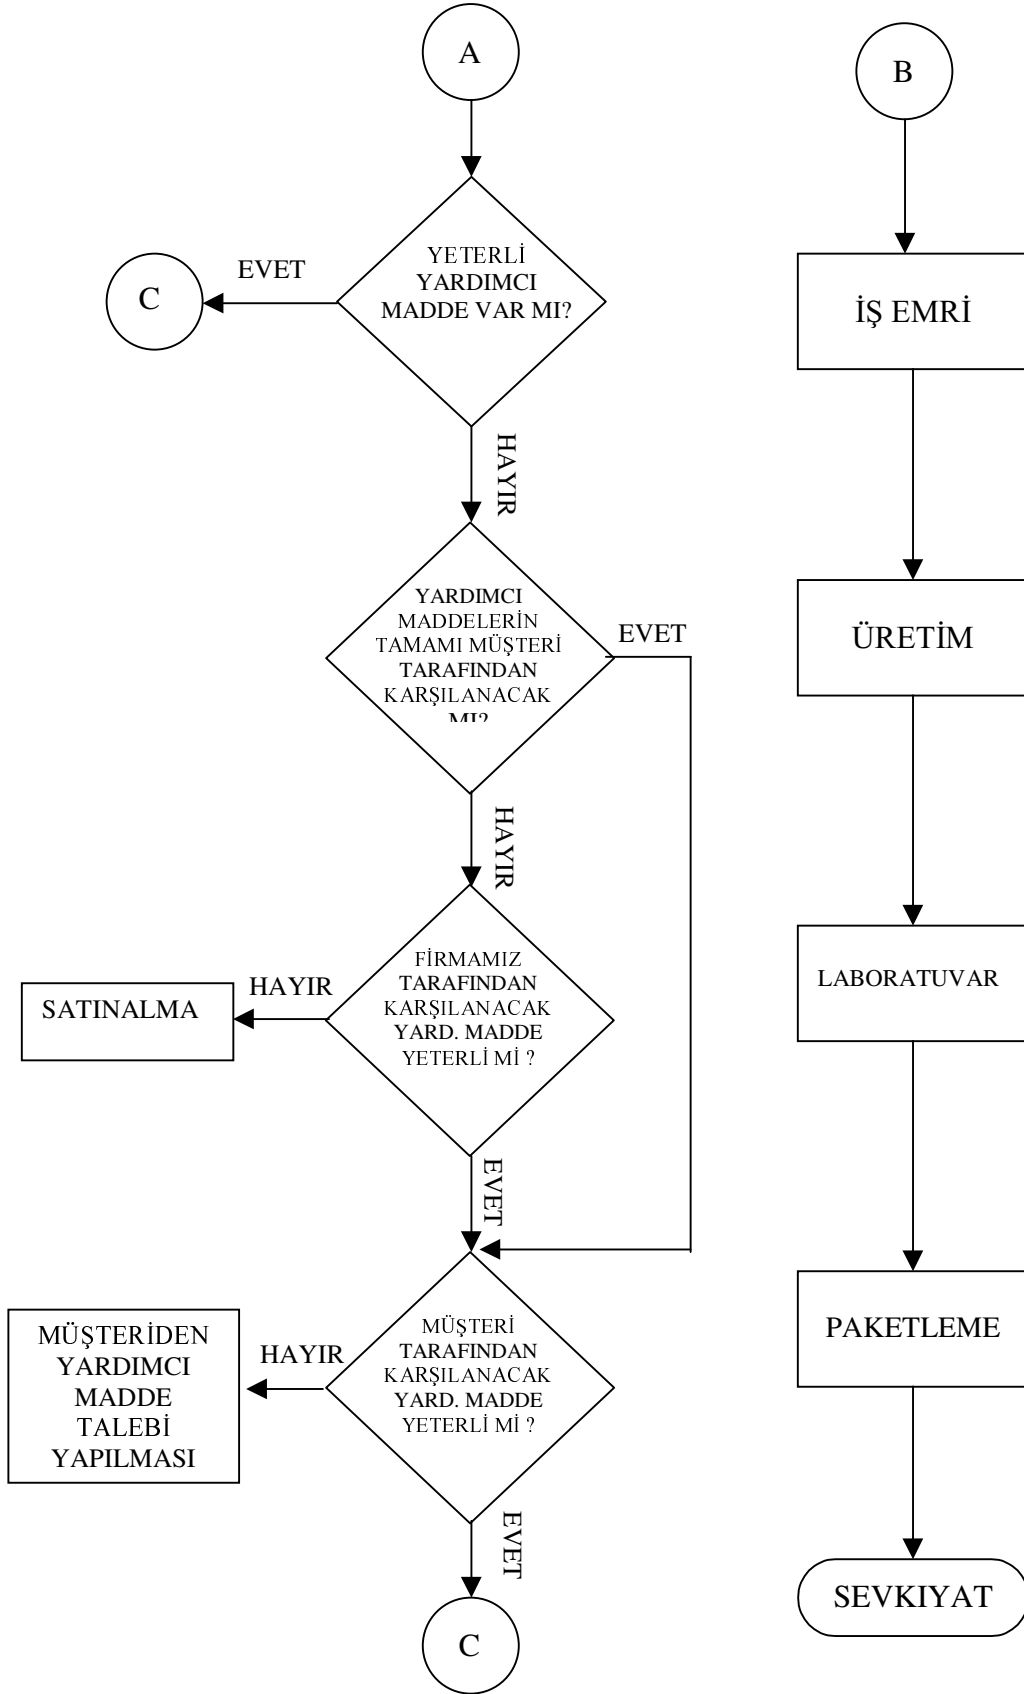 A
YETERLİ
YARDIMCI
MADDE VAR MI?
EVET
C
HAYIR
YARDIMCI
MADDELERİN
TAMAMI MÜŞTERİ
TARAFINDAN
KARŞILANACAK
MI?
EVET
HAYIR
FİRMAMIZ
TARAFINDAN
KARŞILANACAK
YARD. MADDE
YETERLİ Mİ ?
HAYIR
SATINALMA
EVET
MÜŞTERİ
TARAFINDAN
KARŞILANACAK
YARD. MADDE
YETERLİ Mİ ?
HAYIR
MÜŞTERİDEN
YARDIMCI
MADDE
TALEBİ
YAPILMASI
EVET
C
B
İŞ EMRİ
ÜRETİM
LABORATUVAR
PAKETLEME
SEVKIYAT